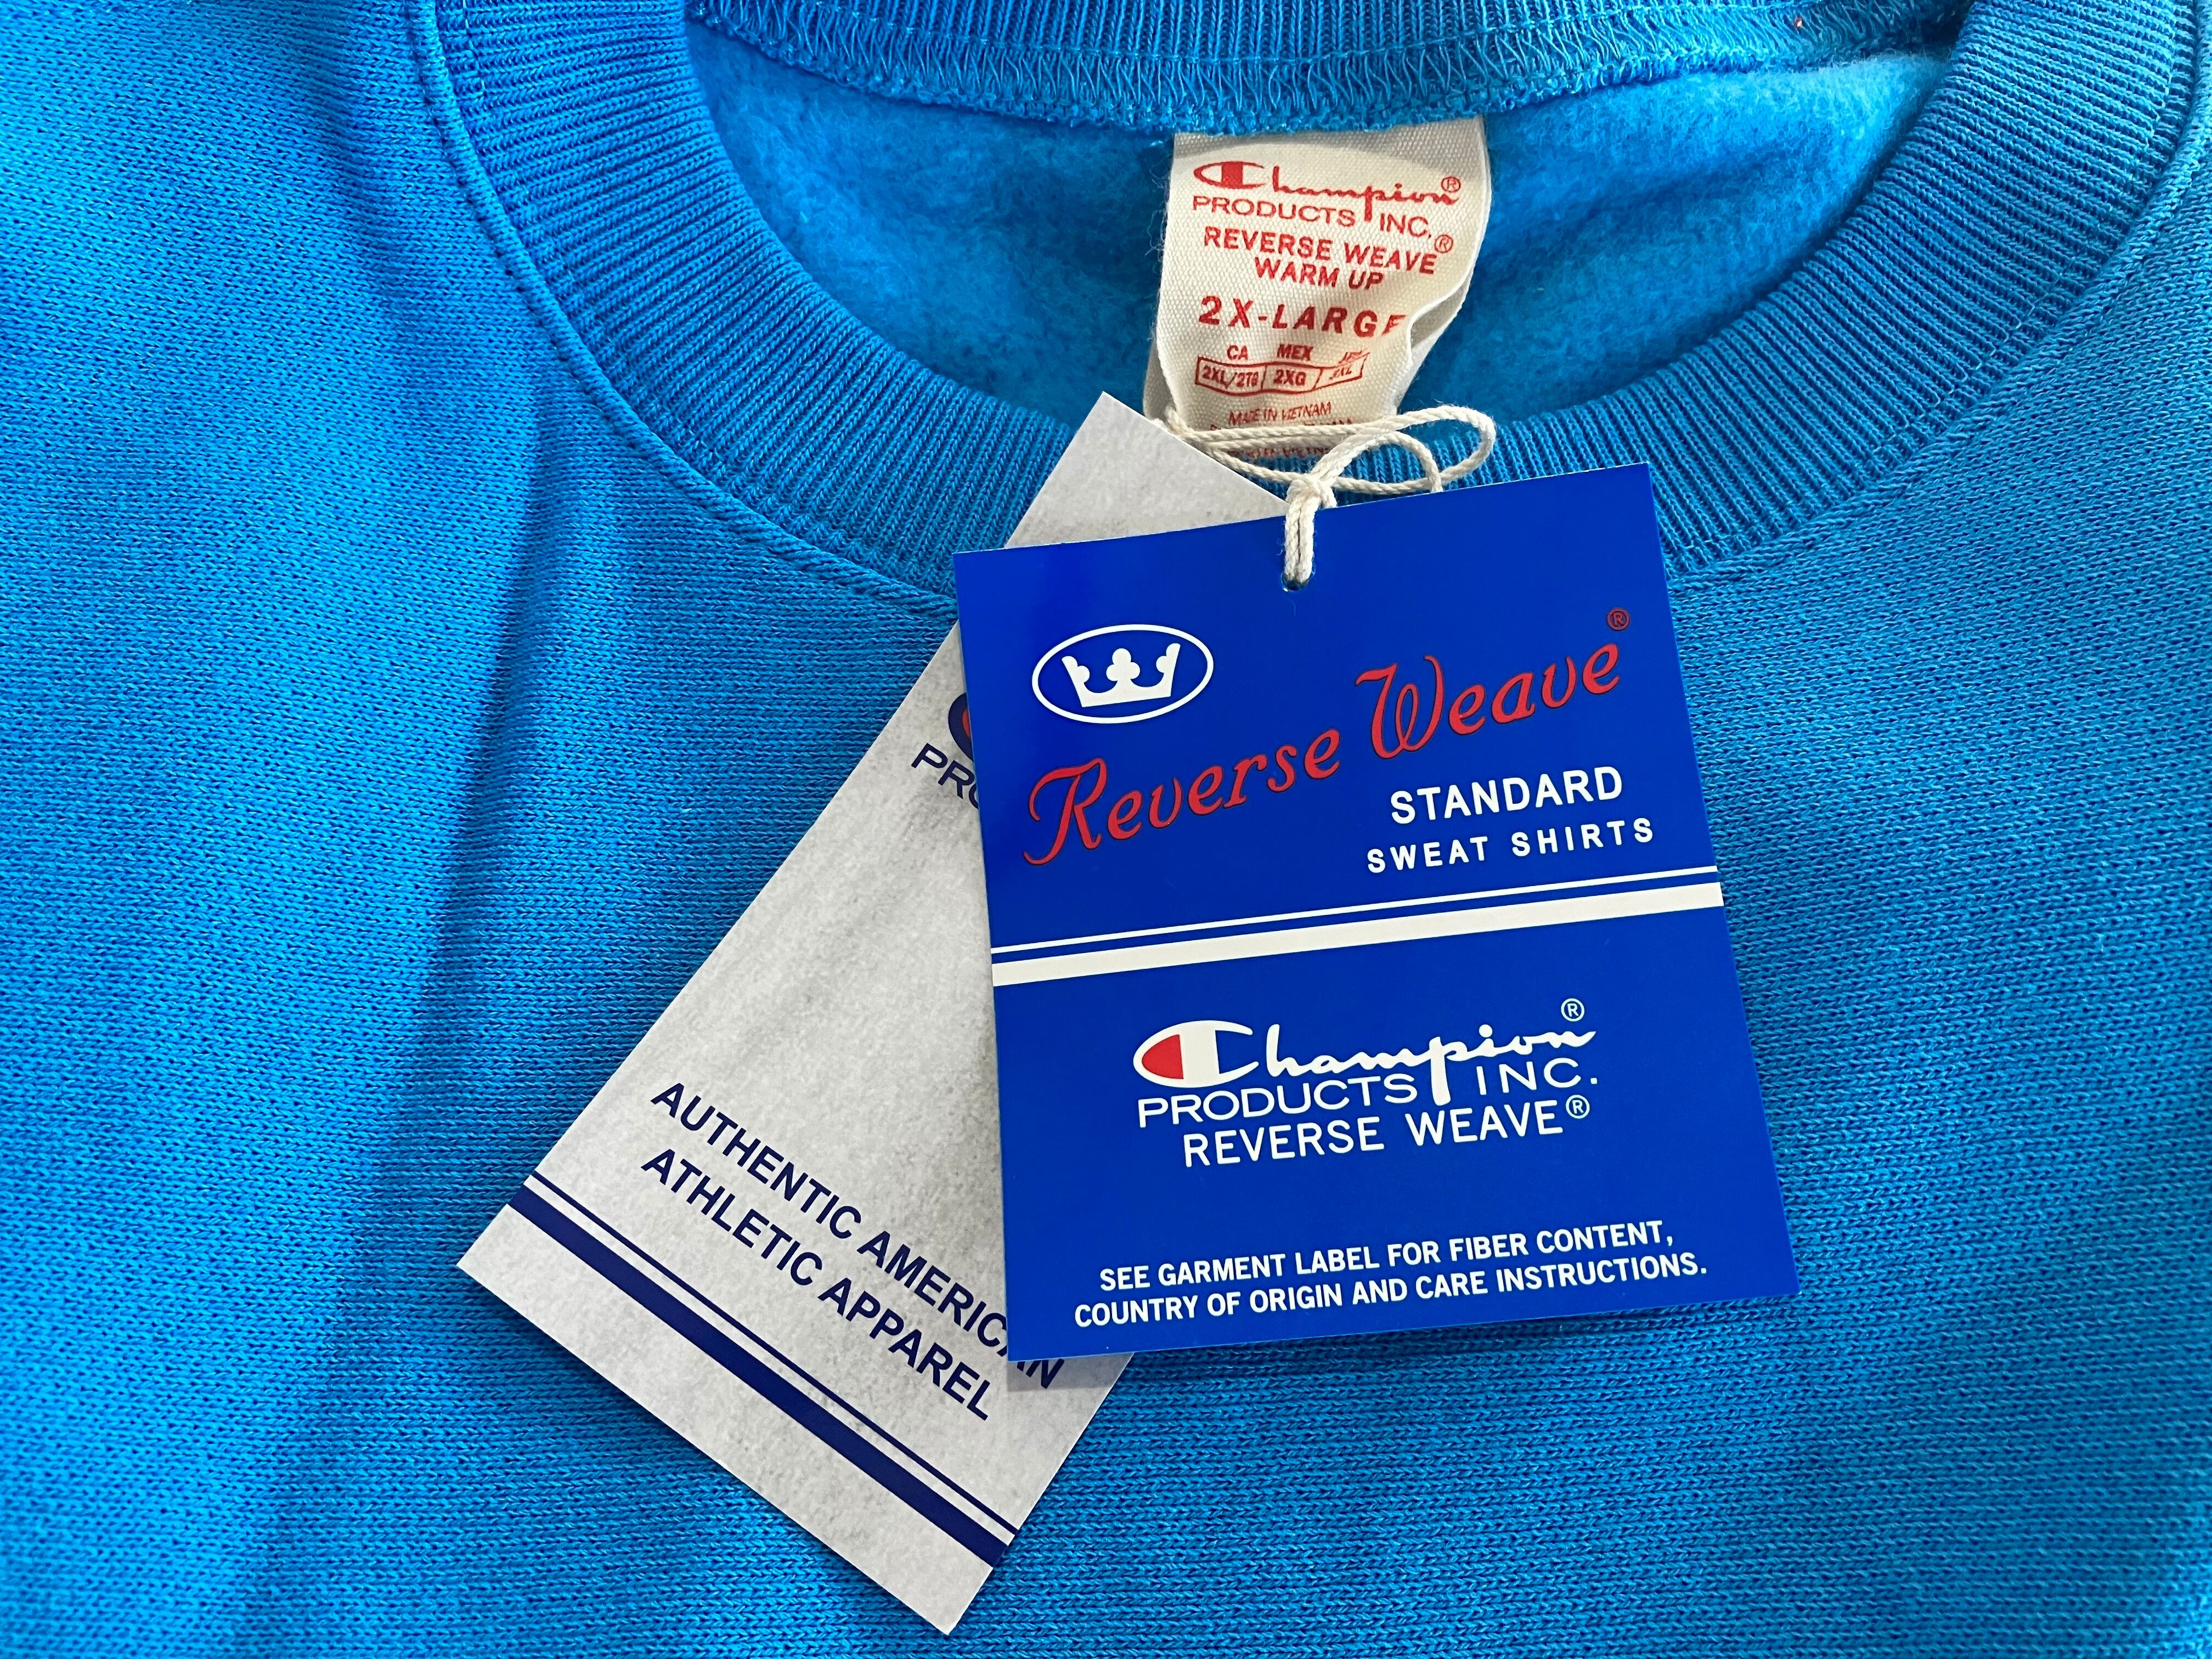 Champion®
PRODUCTS INC.
REVERSE WEAVE®
WARM UP
2X-LARGE
CA MEX
2XL/2TG 2XG
MADE IN VIETNAM
Reverse Weave®
STANDARD
SWEAT SHIRTS
Champion®
PRODUCTS INC.
REVERSE WEAVE®
SEE GARMENT LABEL FOR FIBER CONTENT,
COUNTRY OF ORIGIN AND CARE INSTRUCTIONS.
AUTHENTIC AMERICAN
ATHLETIC APPAREL